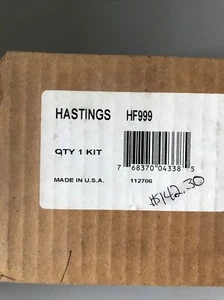 HASTINGS HF999
QTY 1 KIT
7 68370 04338 5
MADE IN U.S.A. 112706
$142.30